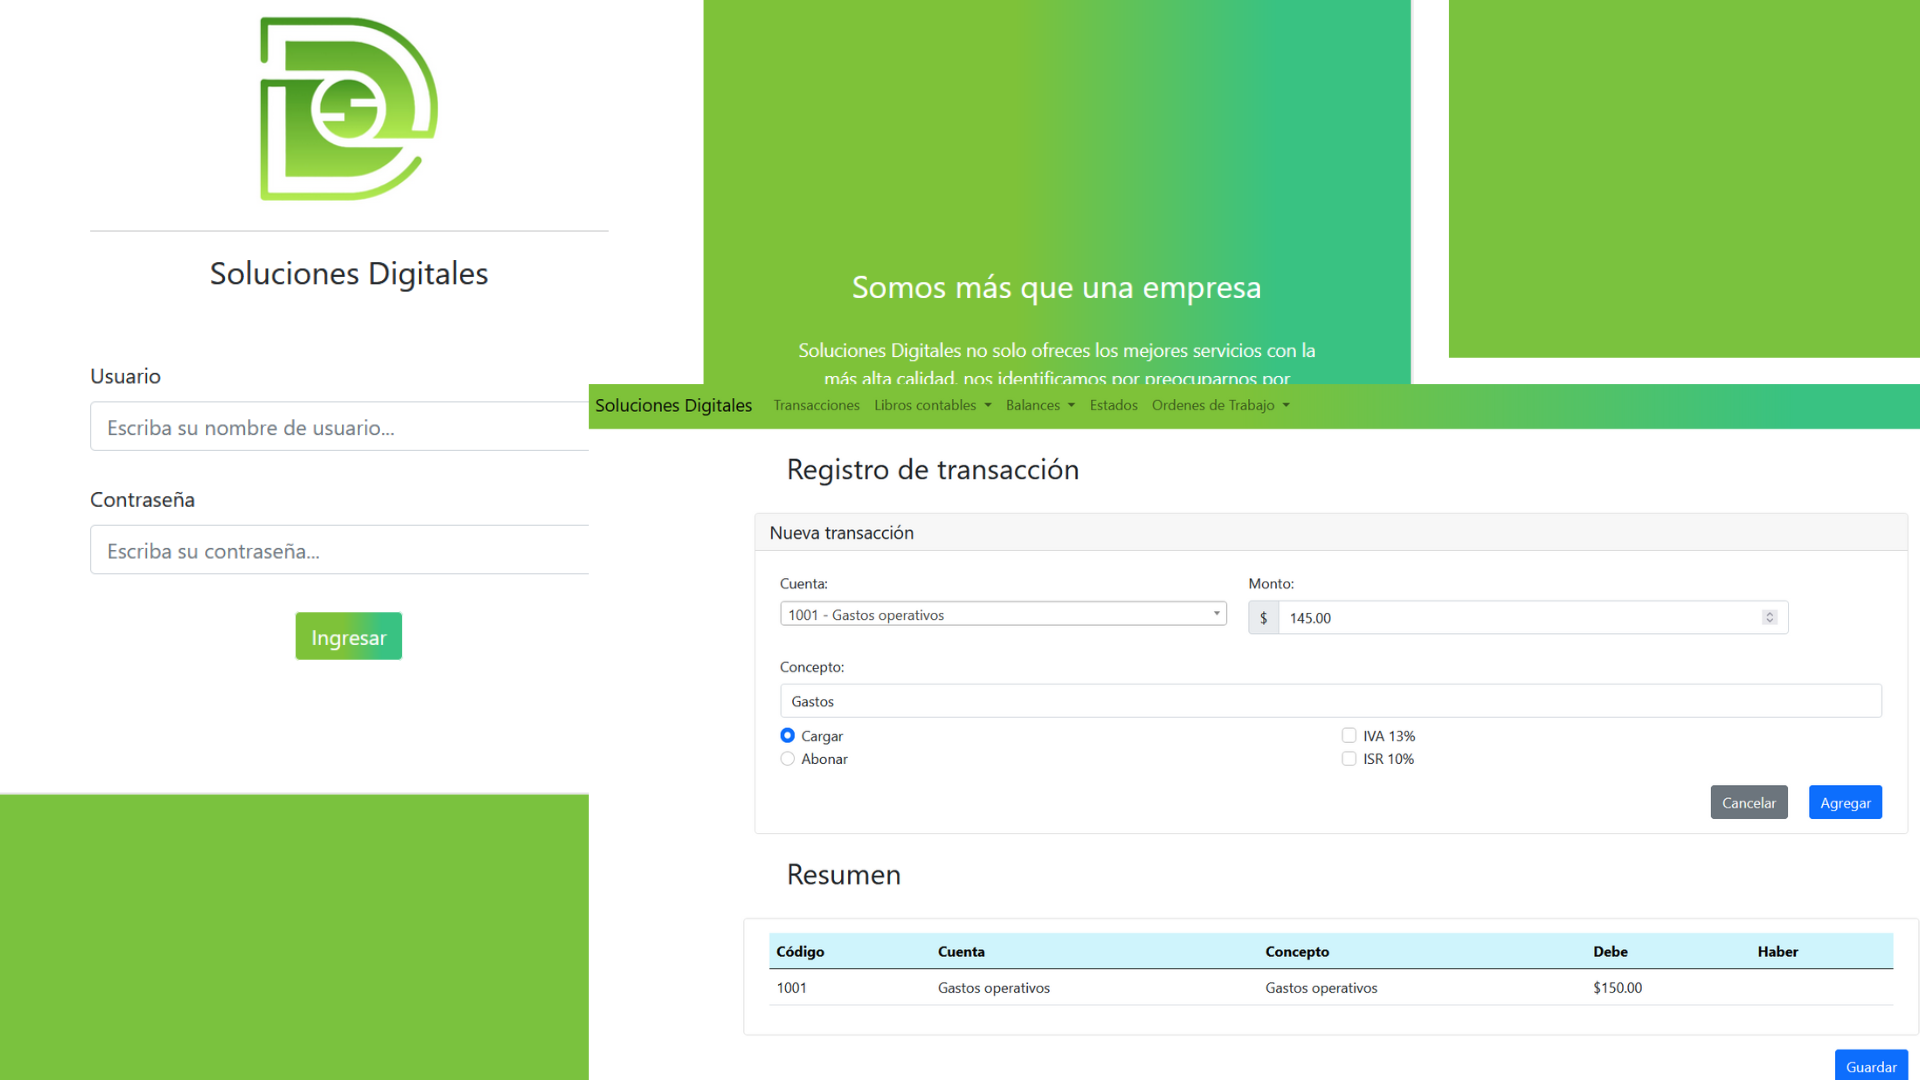 Soluciones Digitales
Usuario
Escriba su nombre de usuario...
Contraseña
Escriba su contraseña...
Ingresar
Somos más que una empresa
Soluciones Digitales no solo ofreces los mejores servicios con la
más alta calidad, nos identificamos por preocuparnos por
Soluciones Digitales Transacciones Libros contables Balances Estados Ordenes de Trabajo
Registro de transacción
Nueva transacción
Cuenta: Monto:
1001 - Gastos operativos $ 145.00
Concepto:
Gastos
Cargar IVA 13%
Abonar ISR 10%
Cancelar Agregar
Resumen
Código Cuenta Concepto Debe Haber
1001 Gastos operativos Gastos operativos $150.00
Guardar